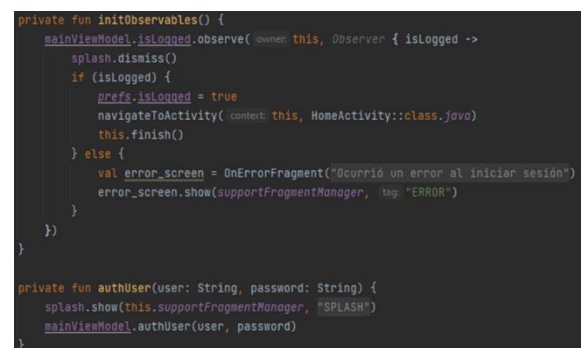 private fun initObservables() {
mainViewModel.isLogged.observe( owner: this, Observer { isLogged ->
splash.dismiss()
if (isLogged) {
prefs.isLogged = true
navigateToActivity( context: this, HomeActivity::class.java)
this.finish()
} else {
val error_screen = OnErrorFragment("Ocurrió un error al iniciar sesión")
error_screen.show(supportFragmentManager, tag: "ERROR")
}
})
}
private fun authUser(user: String, password: String) {
splash.show(this.supportFragmentManager, "SPLASH")
mainViewModel.authUser(user, password)
}